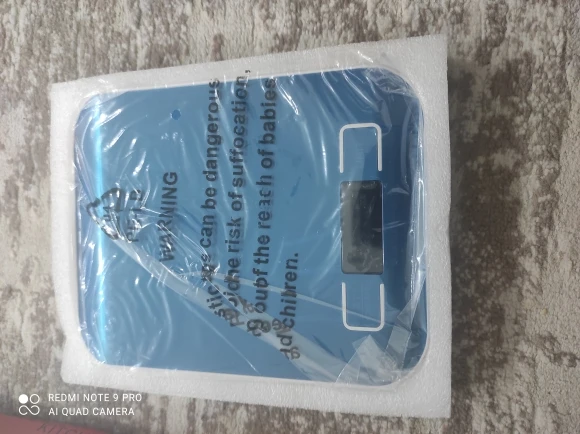 WARNING
can be dangerous
the risk of suffocation,
of the reach of babies
children.
REDMI NOTE 9 PRO
AI QUAD CAMERA